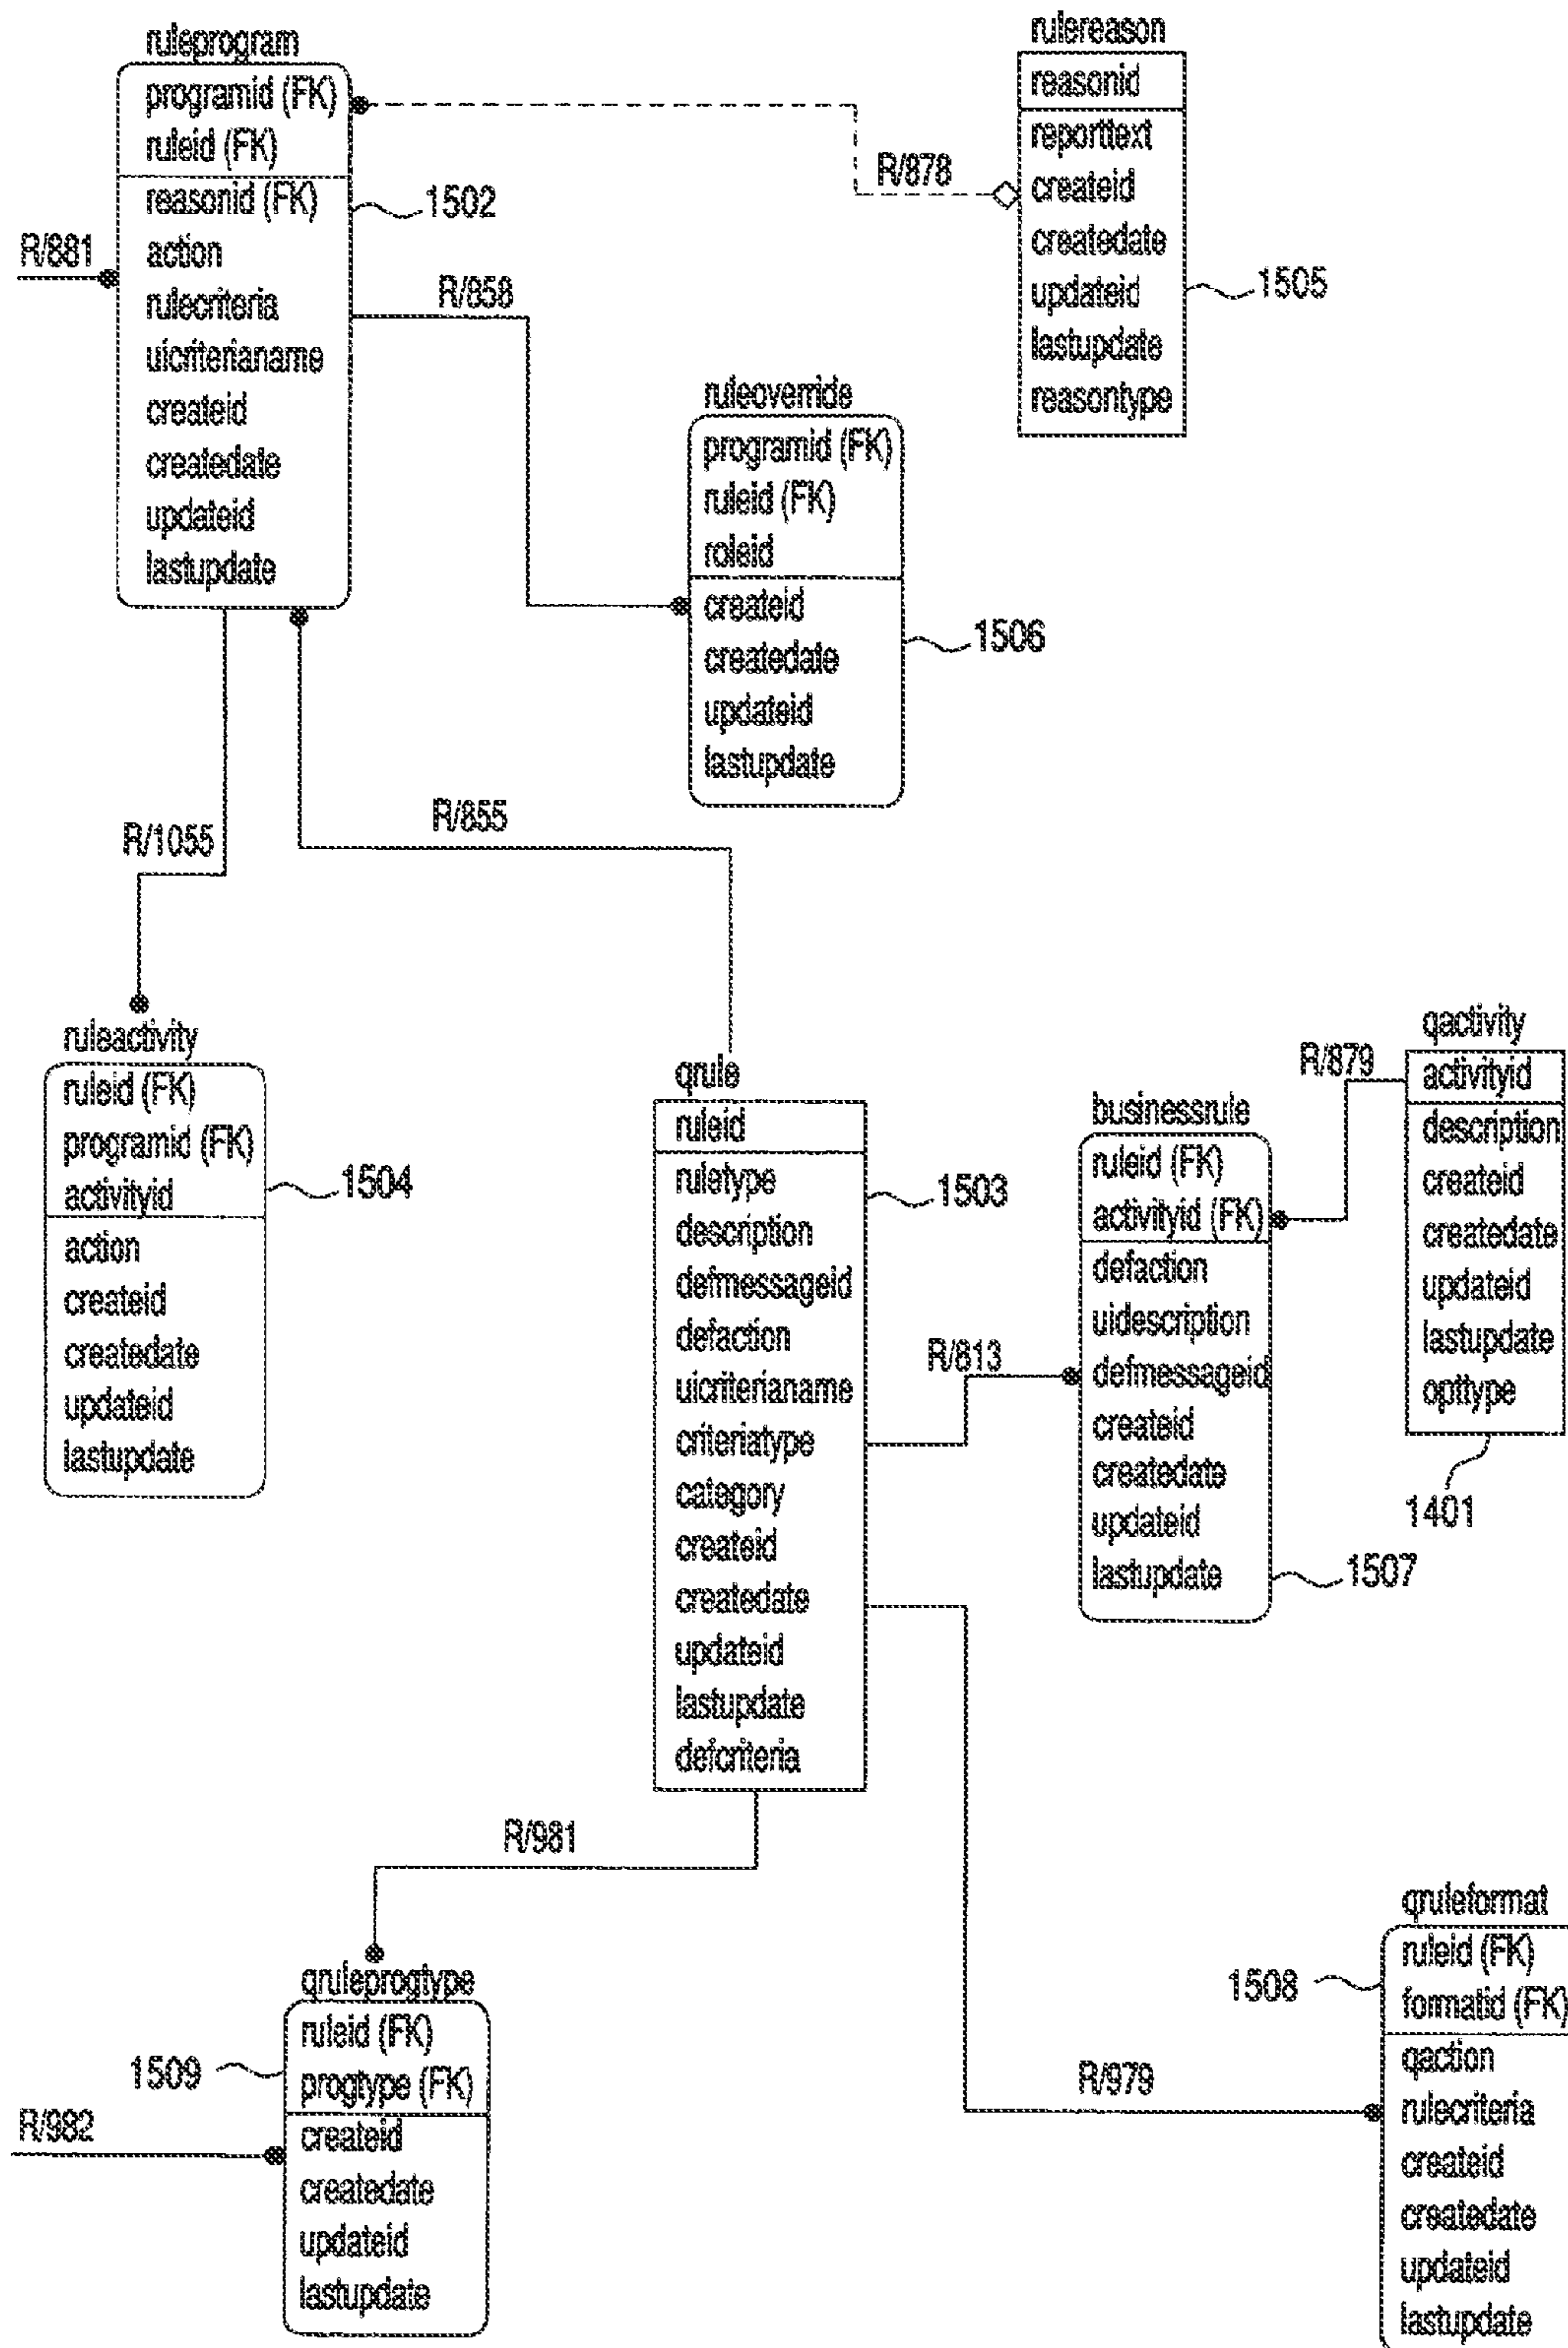 ruleprogram
programid (FK)
ruleid (FK)
reasonid (FK)
action
rulecriteria
uicriterianame
createid
createdate
updateid
lastupdate
1502
R/881
R/878
R/858
rulereason
reasonid
reporttext
createid
createdate
updateid
lastupdate
reasontype
1505
ruleoverride
programid (FK)
ruleid (FK)
roleid
createid
createdate
updateid
lastupdate
1506
R/1055
R/855
ruleactivity
ruleid (FK)
programid (FK)
activityid
action
createid
createdate
updateid
lastupdate
1504
qrule
ruleid
ruletype
description
defmessageid
defaction
uicriterianame
criteriatype
category
createid
createdate
updateid
lastupdate
defcriteria
1503
R/813
businessrule
ruleid (FK)
activityid (FK)
defaction
uidescription
defmessageid
createid
createdate
updateid
lastupdate
1507
R/879
qactivity
activityid
description
createid
createdate
updateid
lastupdate
opttype
1401
R/981
qruleprogtype
ruleid (FK)
progtype (FK)
createid
createdate
updateid
lastupdate
1509
R/982
R/979
qruleformat
ruleid (FK)
formatid (FK)
qaction
rulecriteria
createid
createdate
updateid
lastupdate
1508